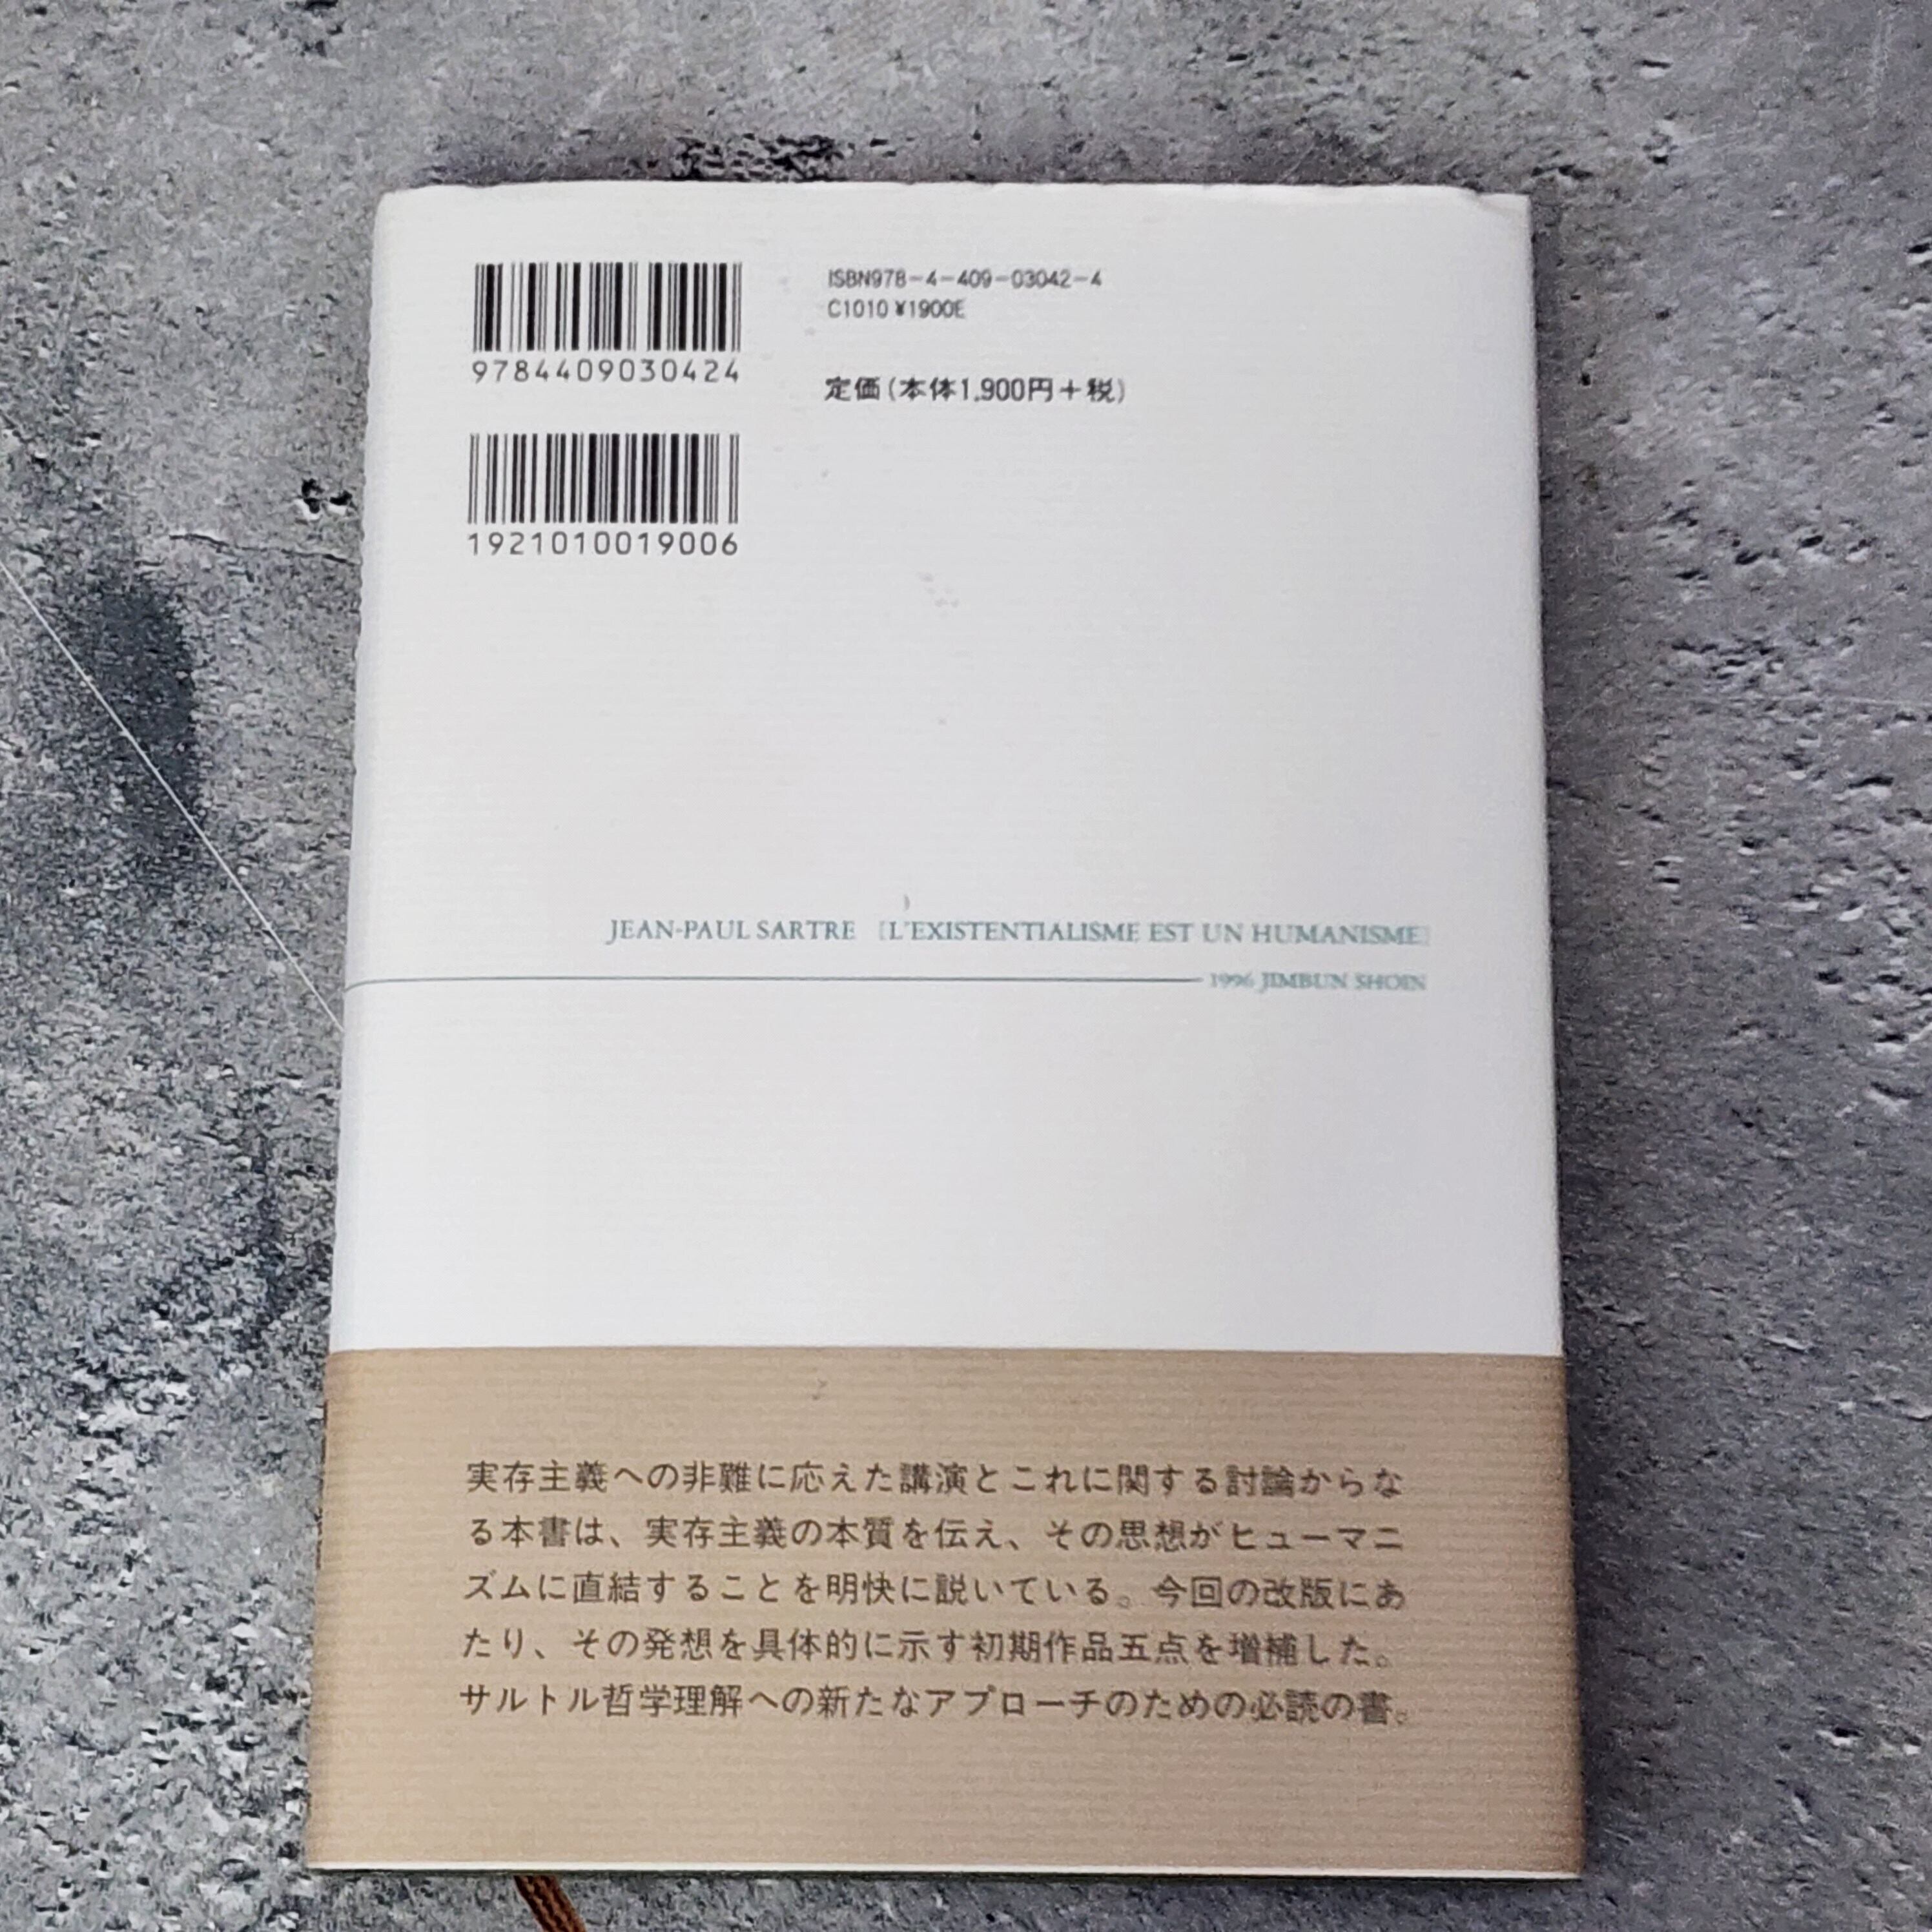 ISBN978-4-409-03042-4
C1010 ¥1900E
9784409030424
定価(本体1,900円+税)
1921010019006
JEAN-PAUL SARTRE [L'EXISTENTIALISME EST UN HUMANISME]
1996 JIMBUN SHOIN
実存主義への非難に応えた講演とこれに関する討論からな
る本書は、実存主義の本質を伝え、その思想がヒューマニ
ズムに直結することを明快に説いている。今回の改版にあ
たり、その発想を具体的に示す初期作品五点を増補した。
サルトル哲学理解への新たなアプローチのための必読の書。